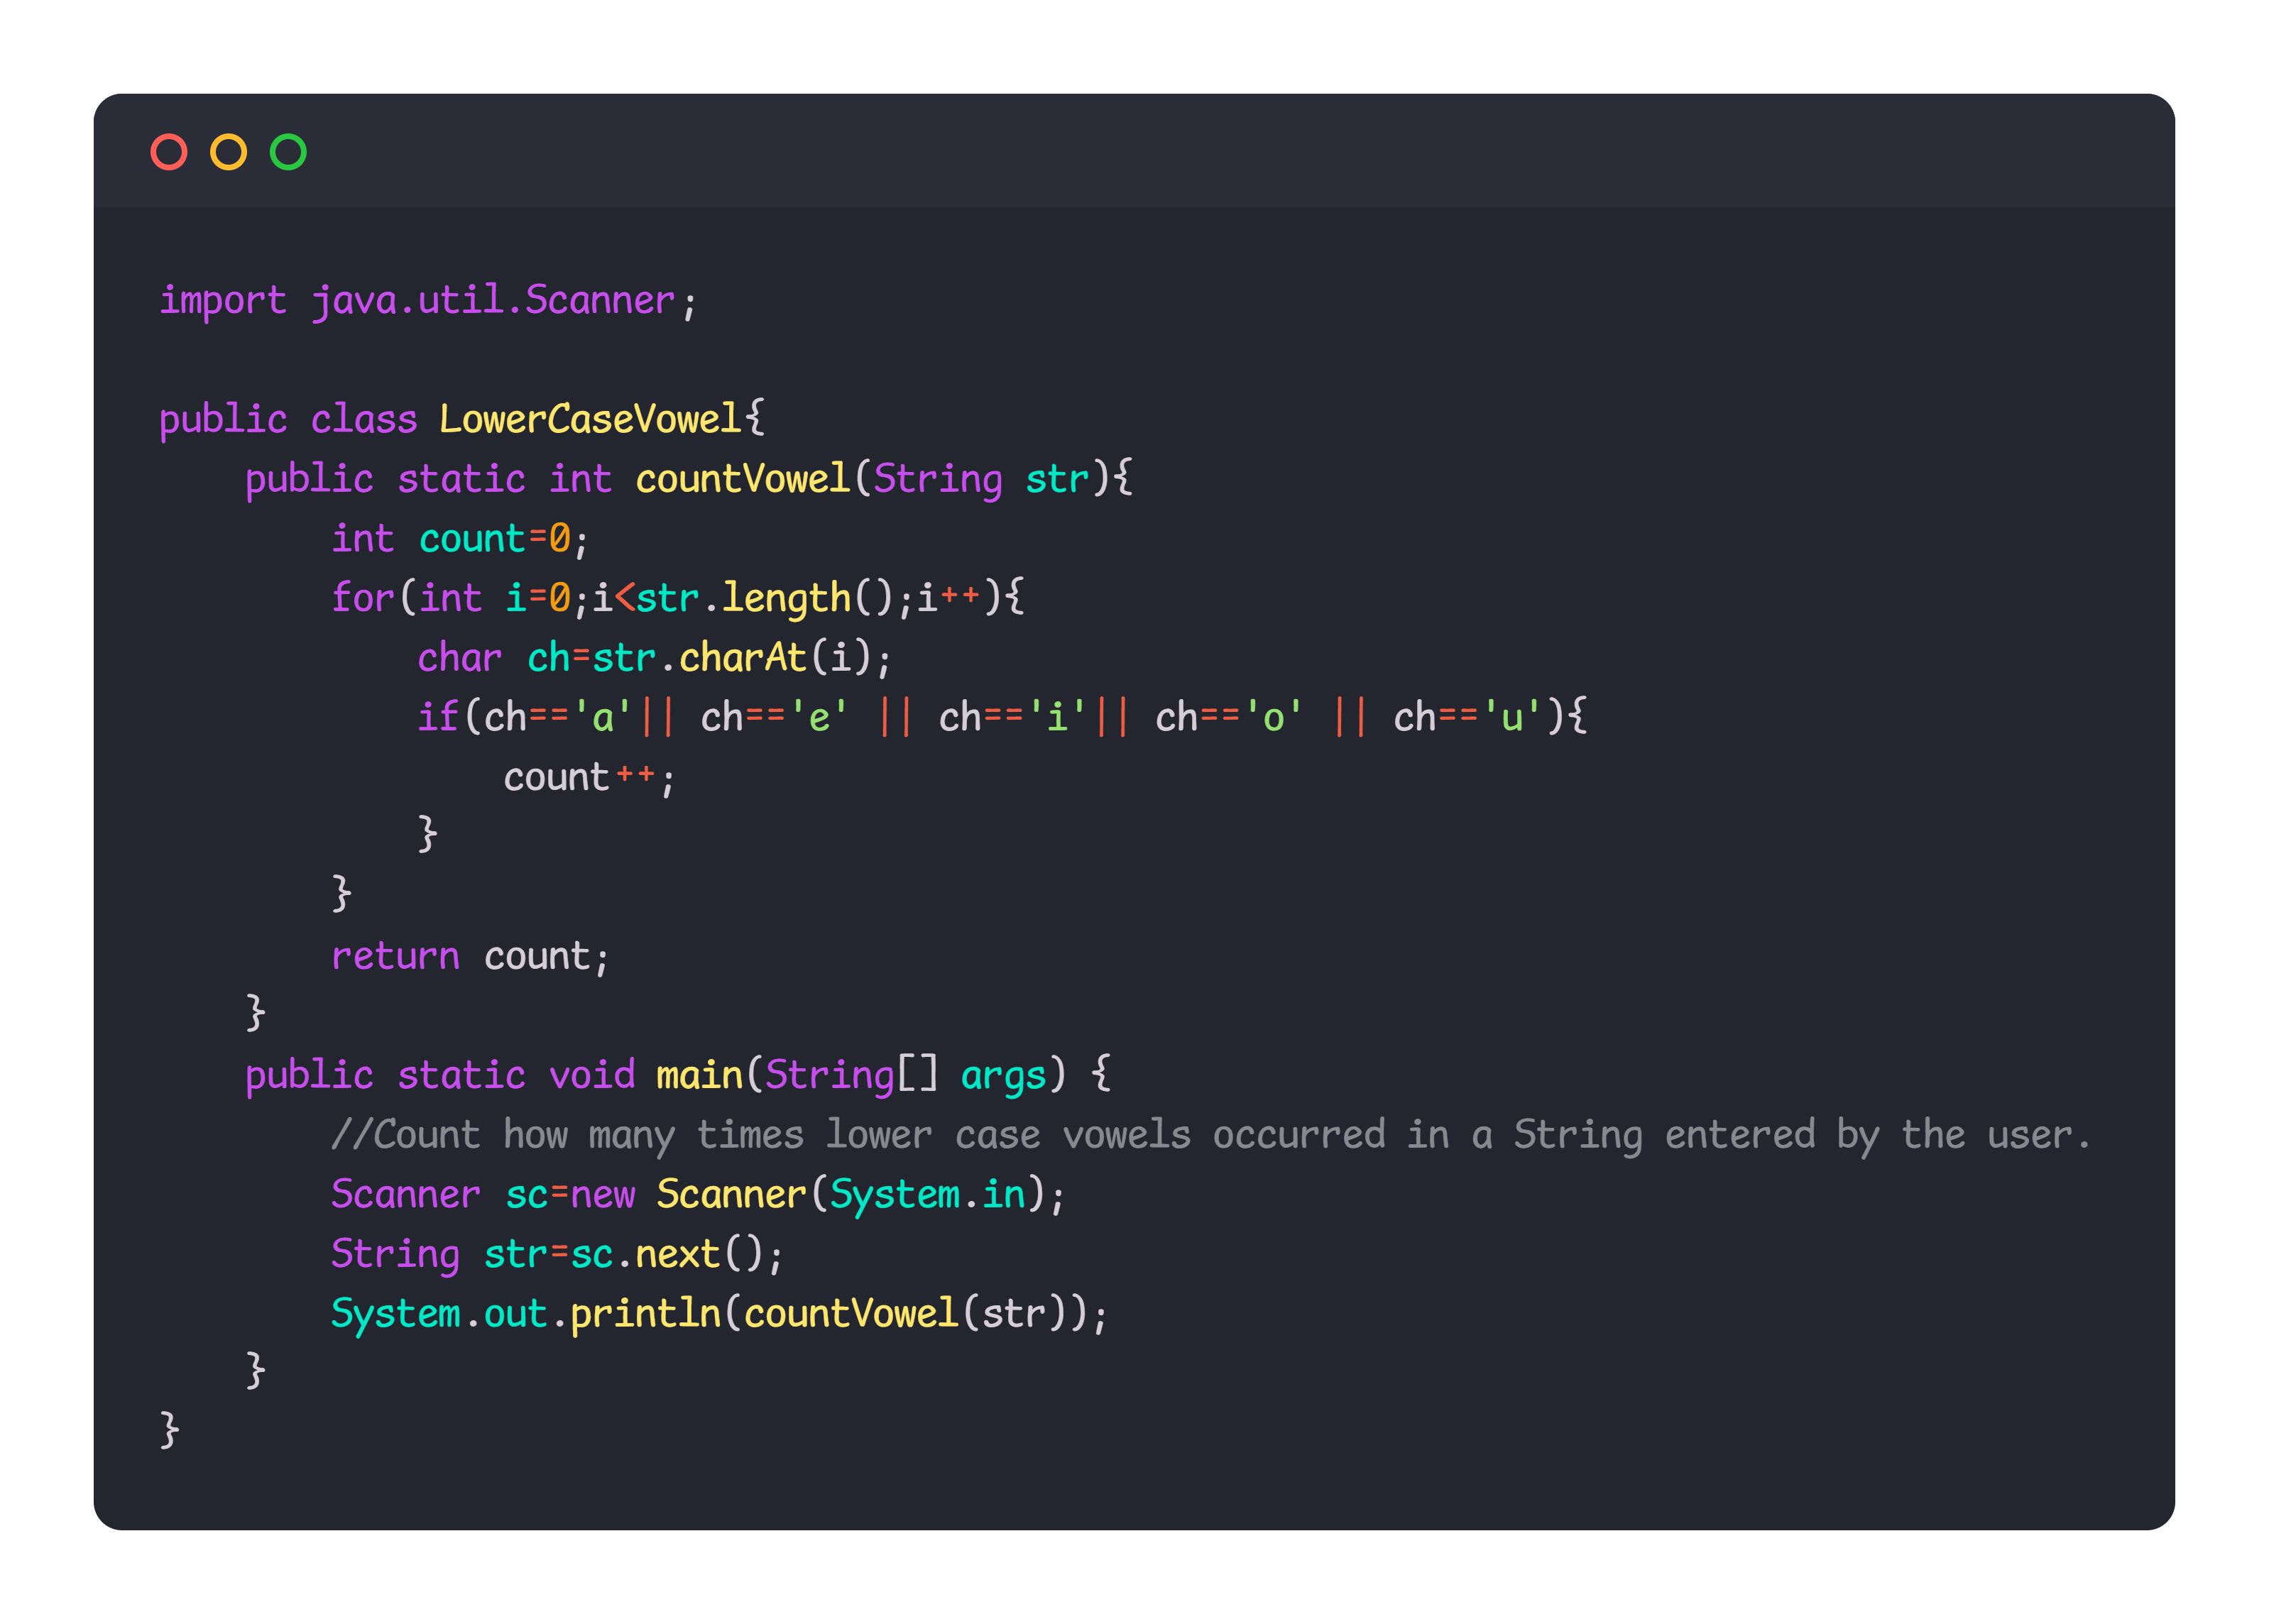 import java.util.Scanner;

public class LowerCaseVowel{
    public static int countVowel(String str){
        int count=0;
        for(int i=0;i<str.length();i++){
            char ch=str.charAt(i);
            if(ch=='a'|| ch=='e' || ch=='i'|| ch=='o' || ch=='u'){
                count++;
            }
        }
        return count;
    }
    public static void main(String[] args) {
        //Count how many times lower case vowels occurred in a String entered by the user.
        Scanner sc=new Scanner(System.in);
        String str=sc.next();
        System.out.println(countVowel(str));
    }
}